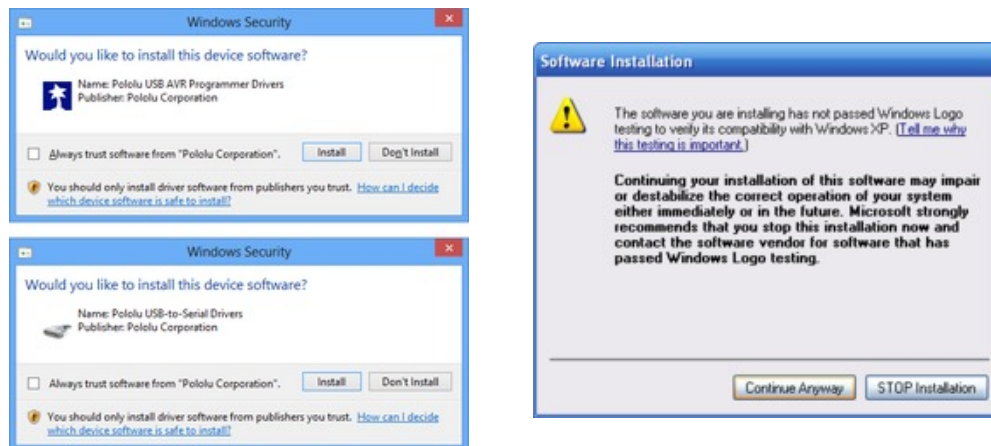 Windows Security
Would you like to install this device software?
Name: Pololu USB AVR Programmer Drivers
Publisher: Pololu Corporation
Always trust software from "Pololu Corporation".
Install
Don't Install
You should only install driver software from publishers you trust. How can I decide
which device software is safe to install?
Windows Security
Would you like to install this device software?
Name: Pololu USB-to-Serial Drivers
Publisher: Pololu Corporation
Always trust software from "Pololu Corporation".
Install
Don't Install
You should only install driver software from publishers you trust. How can I decide
which device software is safe to install?
Software Installation
The software you are installing has not passed Windows Logo
testing to verify its compatibility with Windows XP. (Tell me why
this testing is important.)
Continuing your installation of this software may impair
or destabilize the correct operation of your system
either immediately or in the future. Microsoft strongly
recommends that you stop this installation now and
contact the software vendor for software that has
passed Windows Logo testing.
Continue Anyway
STOP Installation